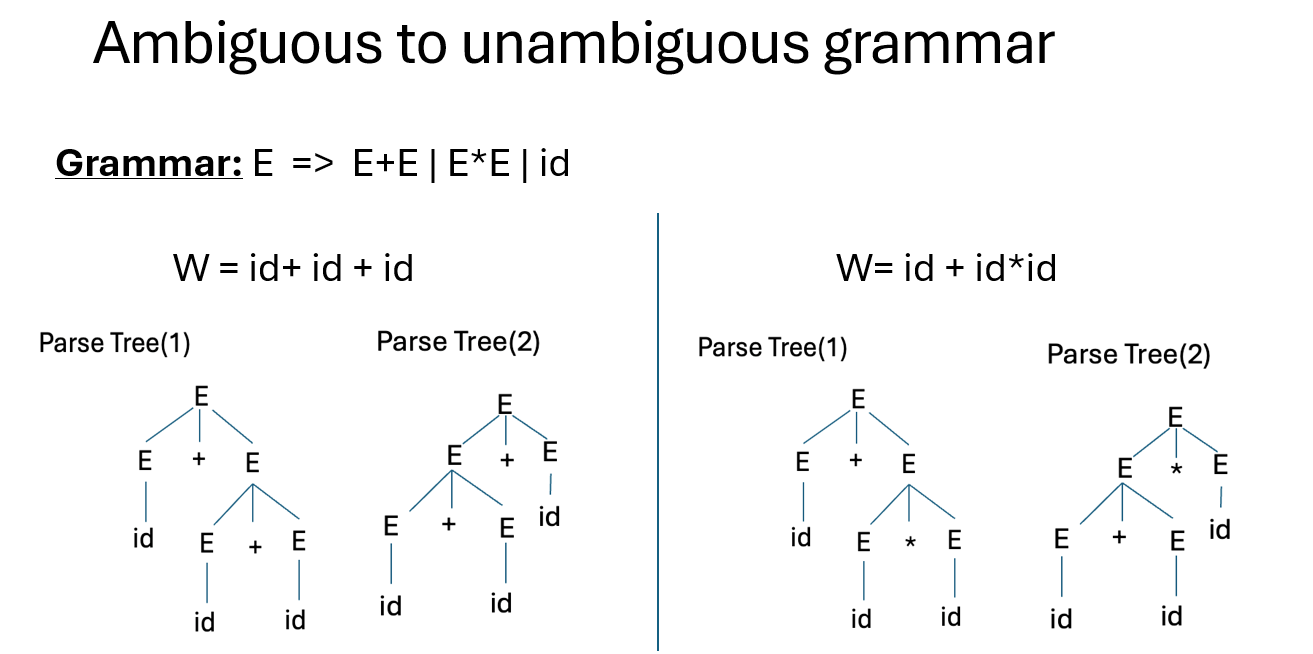 Ambiguous to unambiguous grammar
Grammar: E => E+E | E*E | id
W = id+ id + id
Parse Tree(1)
Parse Tree(2)
E
E + E
id
E + E
id id
E
E + E
id
E + E
id id
W= id + id*id
Parse Tree(1)
Parse Tree(2)
E
E + E
id
E * E
id id
E
E * E
id
E + E
id id